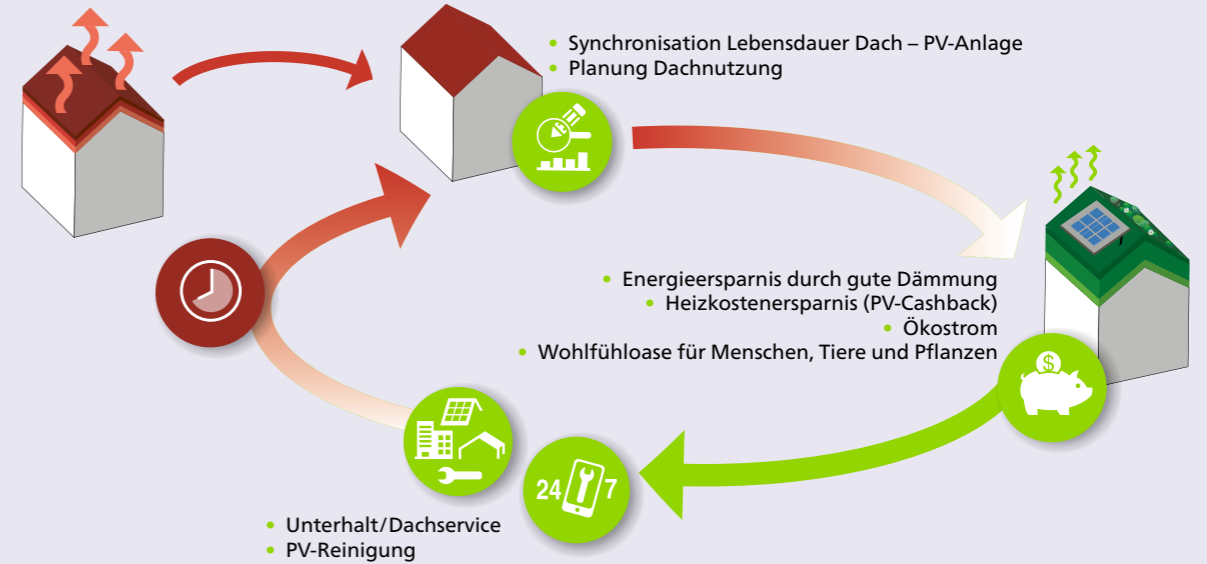 • Synchronisation Lebensdauer Dach – PV-Anlage
• Planung Dachnutzung
• Energieersparnis durch gute Dämmung
• Heizkostenersparnis (PV-Cashback)
• Ökostrom
• Wohlfühloase für Menschen, Tiere und Pflanzen
$
24 7
• Unterhalt/Dachservice
• PV-Reinigung